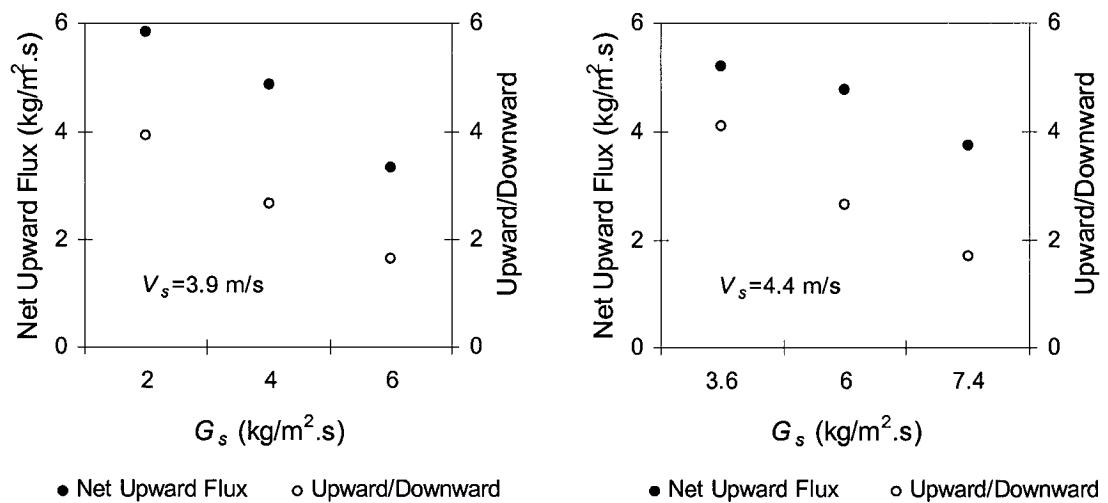 Net Upward Flux (kg/m².s)
6
4
2
0
V_s=3.9 m/s
6
4
2
0
Upward/Downward
2 4 6
G_s (kg/m².s)
● Net Upward Flux ○ Upward/Downward
Net Upward Flux (kg/m².s)
6
4
2
0
V_s=4.4 m/s
6
4
2
0
Upward/Downward
3.6 6 7.4
G_s (kg/m².s)
● Net Upward Flux ○ Upward/Downward